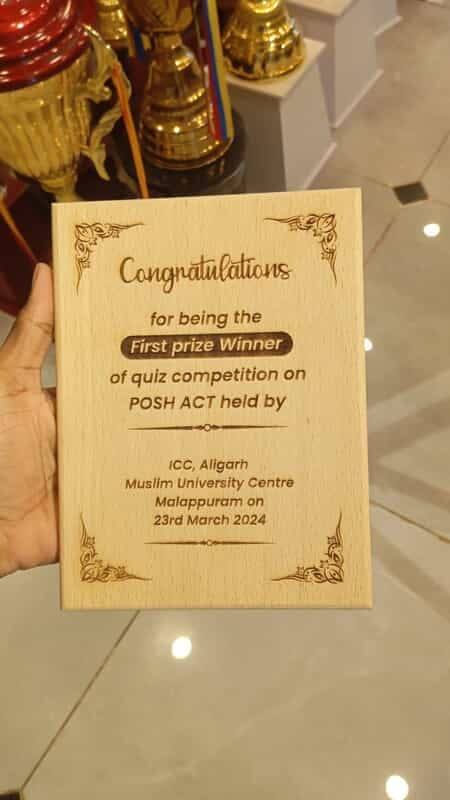 Congratulations
for being the
First prize Winner
of quiz competition on
POSH ACT held by
ICC, Aligarh
Muslim University Centre
Malappuram on
23rd March 2024